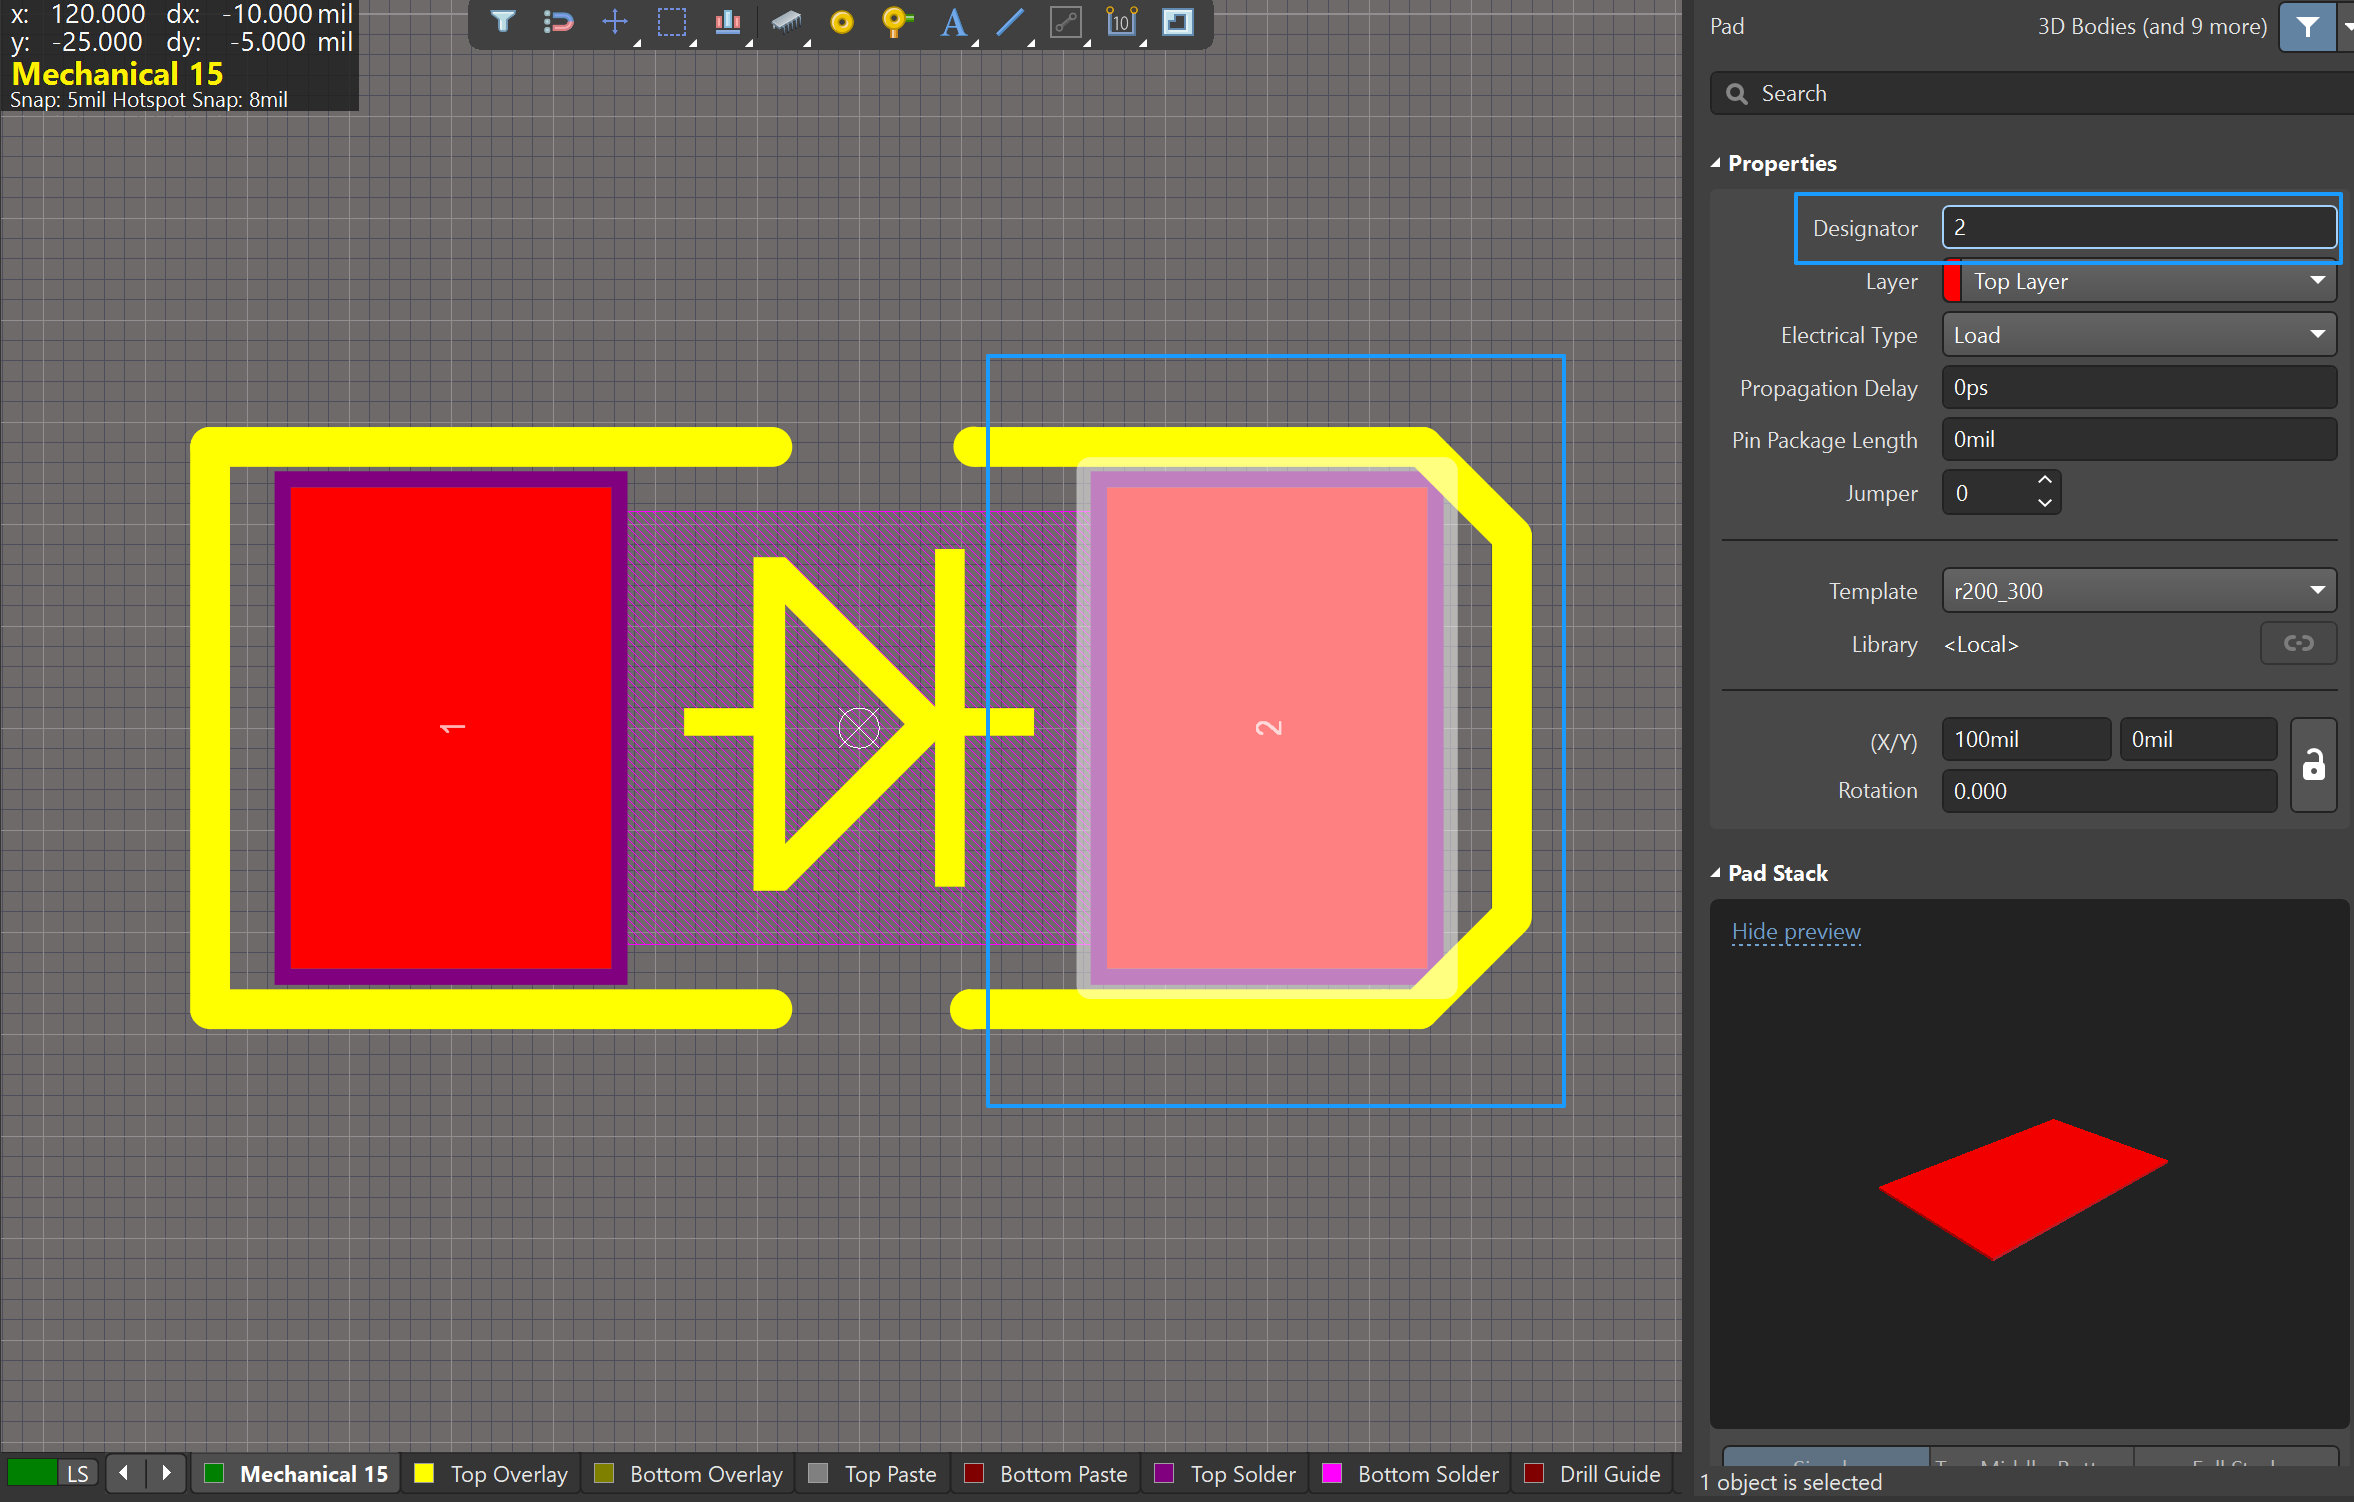 x: 120.000 dx: -10.000 mil
y: -25.000 dy: -5.000 mil
Mechanical 15
Snap: 5mil Hotspot Snap: 8mil
A
10
1
2
Pad 3D Bodies (and 9 more)
Search
Properties
Designator 2
Layer Top Layer
Electrical Type Load
Propagation Delay 0ps
Pin Package Length 0mil
Jumper 0
Template r200_300
Library <Local>
(X/Y) 100mil 0mil
Rotation 0.000
Pad Stack
Hide preview
1 object is selected
LS Mechanical 15 Top Overlay Bottom Overlay Top Paste Bottom Paste Top Solder Bottom Solder Drill Guide